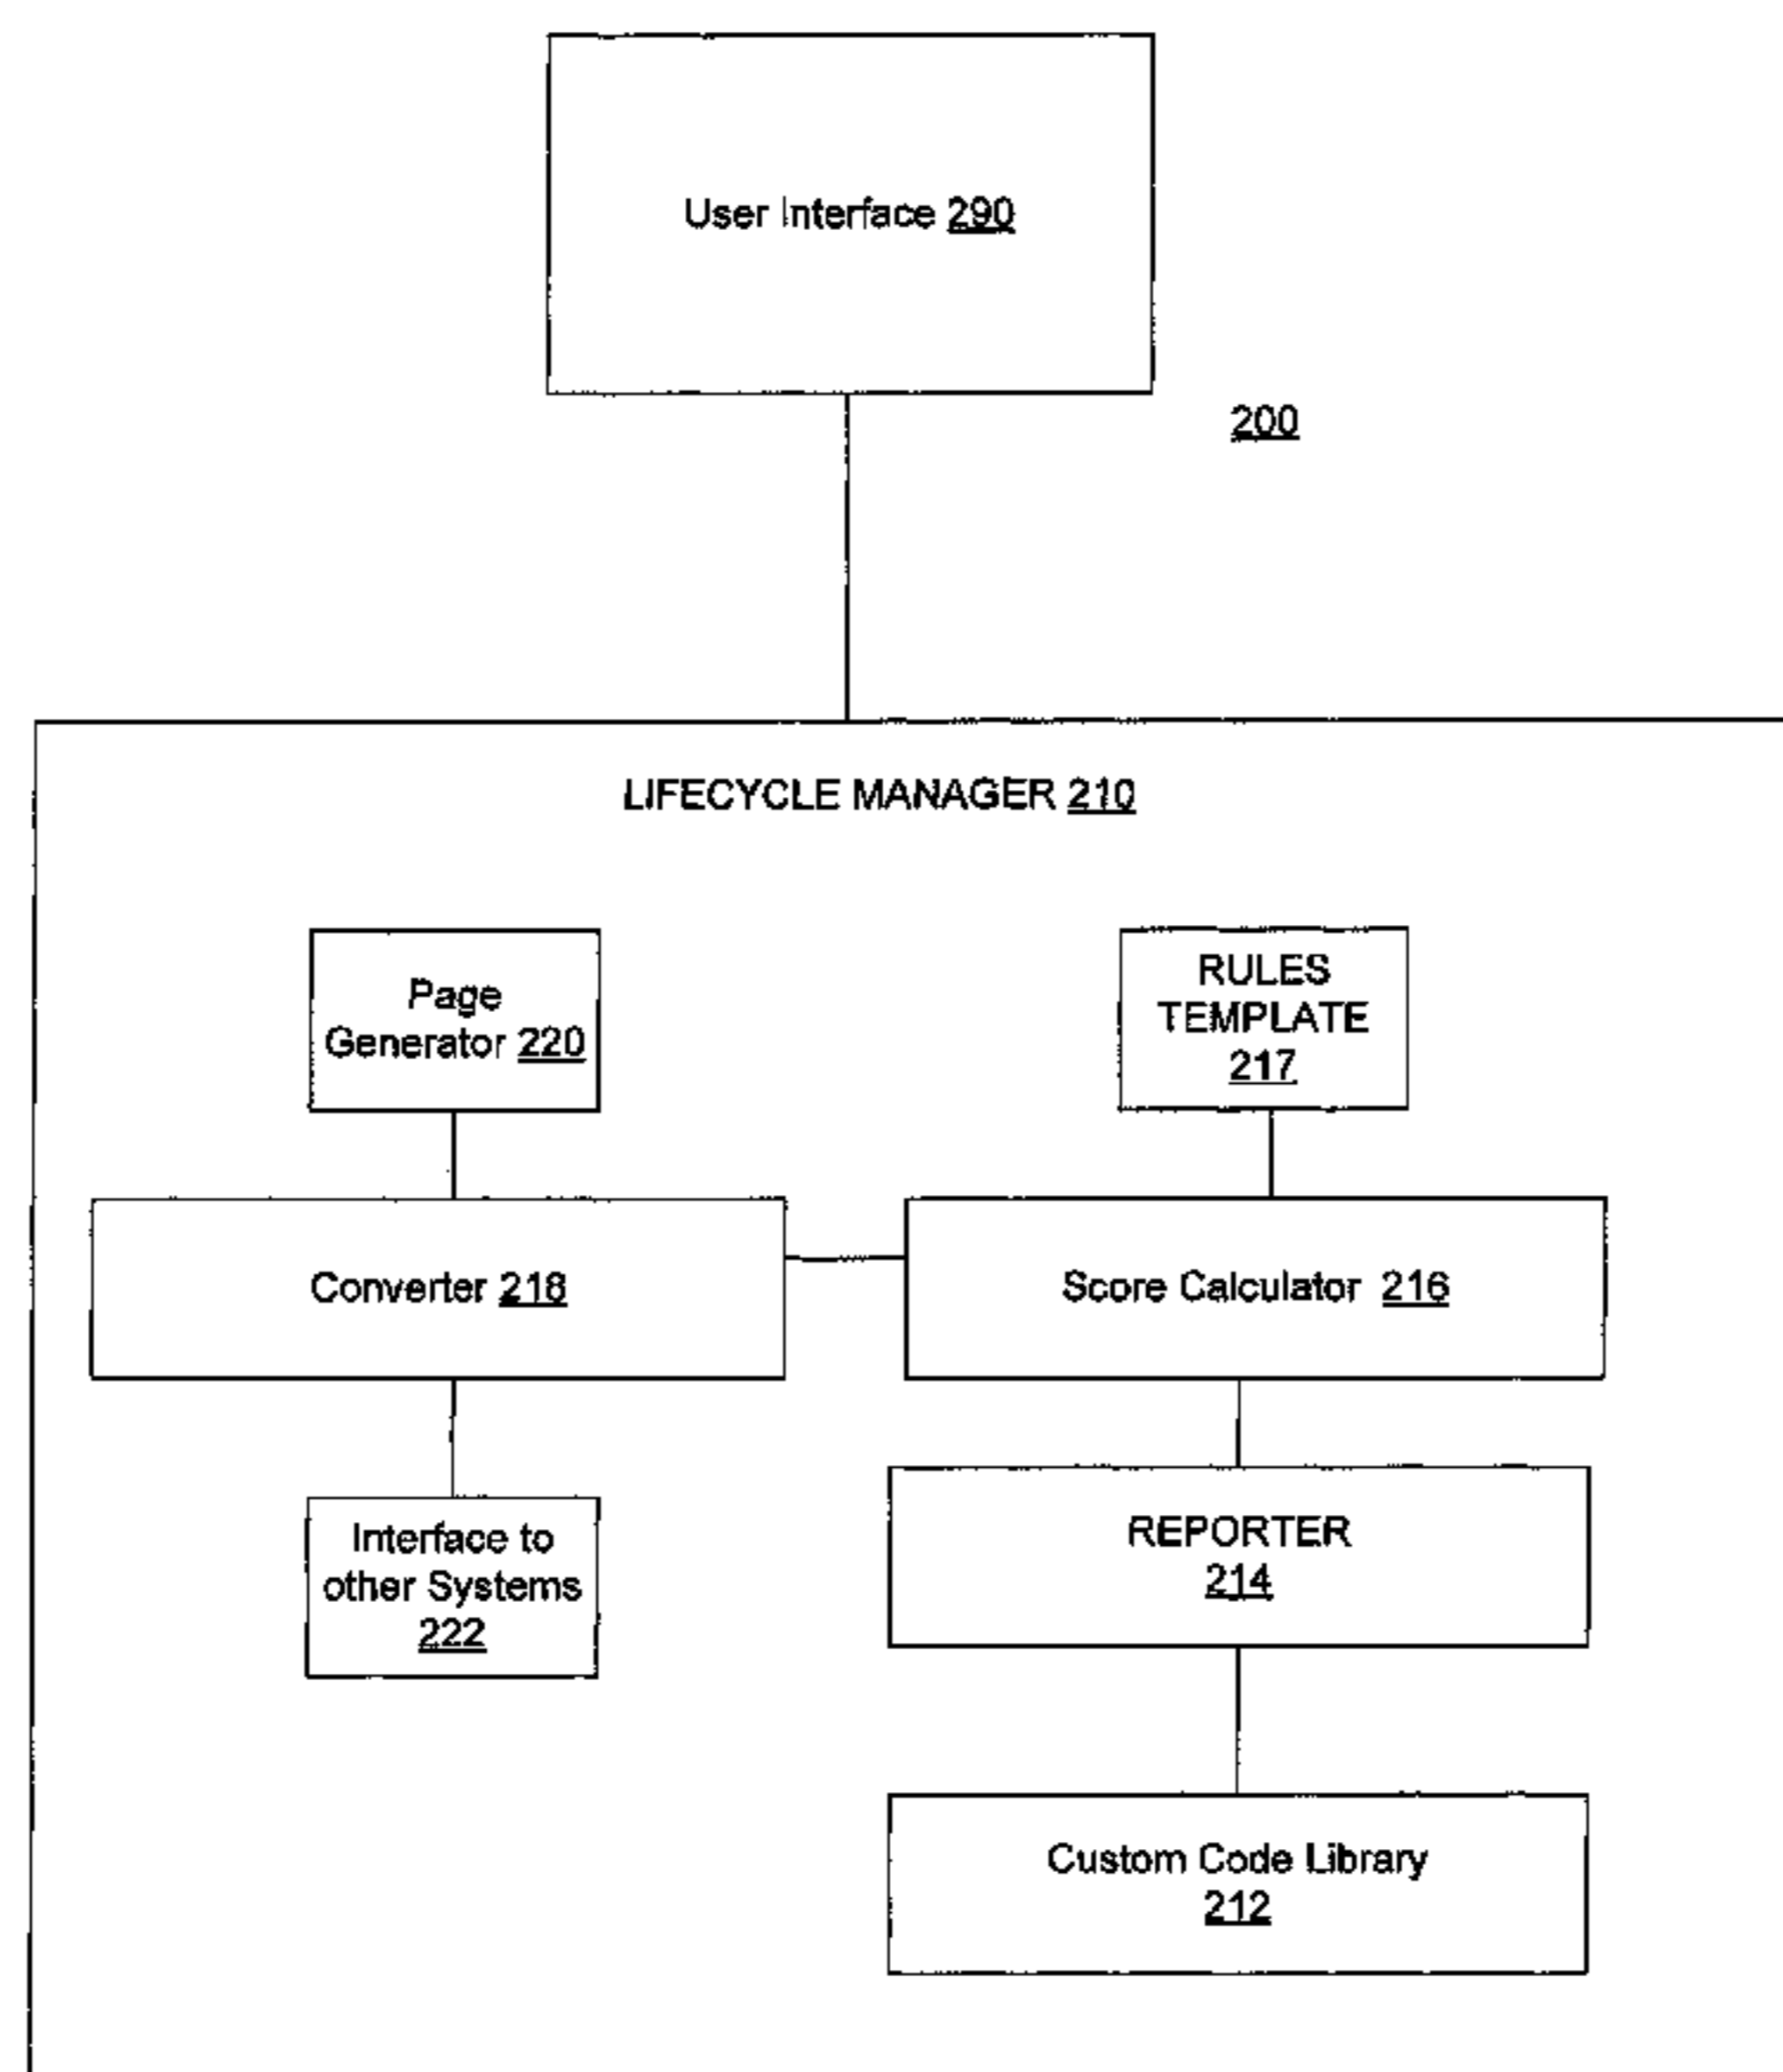 User Interface 290
200
LIFECYCLE MANAGER 210
Page
Generator 220
RULES
TEMPLATE
217
Converter 218
Score Calculator 216
Interface to
other Systems
222
REPORTER
214
Custom Code Library
212